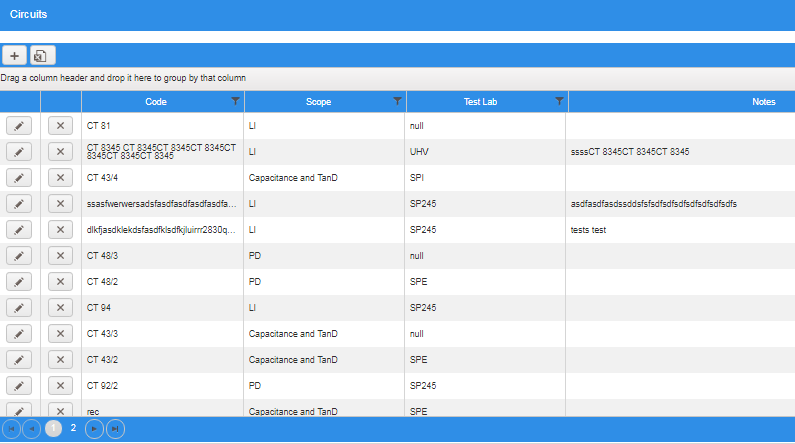 Circuits
Drag a column header and drop it here to group by that column
Code Scope Test Lab Notes
CT 81 LI null
CT 8345 CT 8345CT 8345CT 8345CT
8345CT 8345CT 8345 LI UHV ssssCT 8345CT 8345CT 8345
CT 43/4 Capacitance and TanD SPI
ssasfwerwersadsfasdfasdfasdfasdfa... LI SP245 asdfasdfasdssddsfsfsdfsdfsdfsdfsdfsdfsdfs
dlkfjasdklekdsfasdfklsdfkjluirrr2830q... LI SP245 tests test
CT 48/3 PD null
CT 48/2 PD SPE
CT 94 LI SP245
CT 43/3 Capacitance and TanD null
CT 43/2 Capacitance and TanD SPE
CT 92/2 PD SP245
rec Capacitance and TanD SPE
1 2